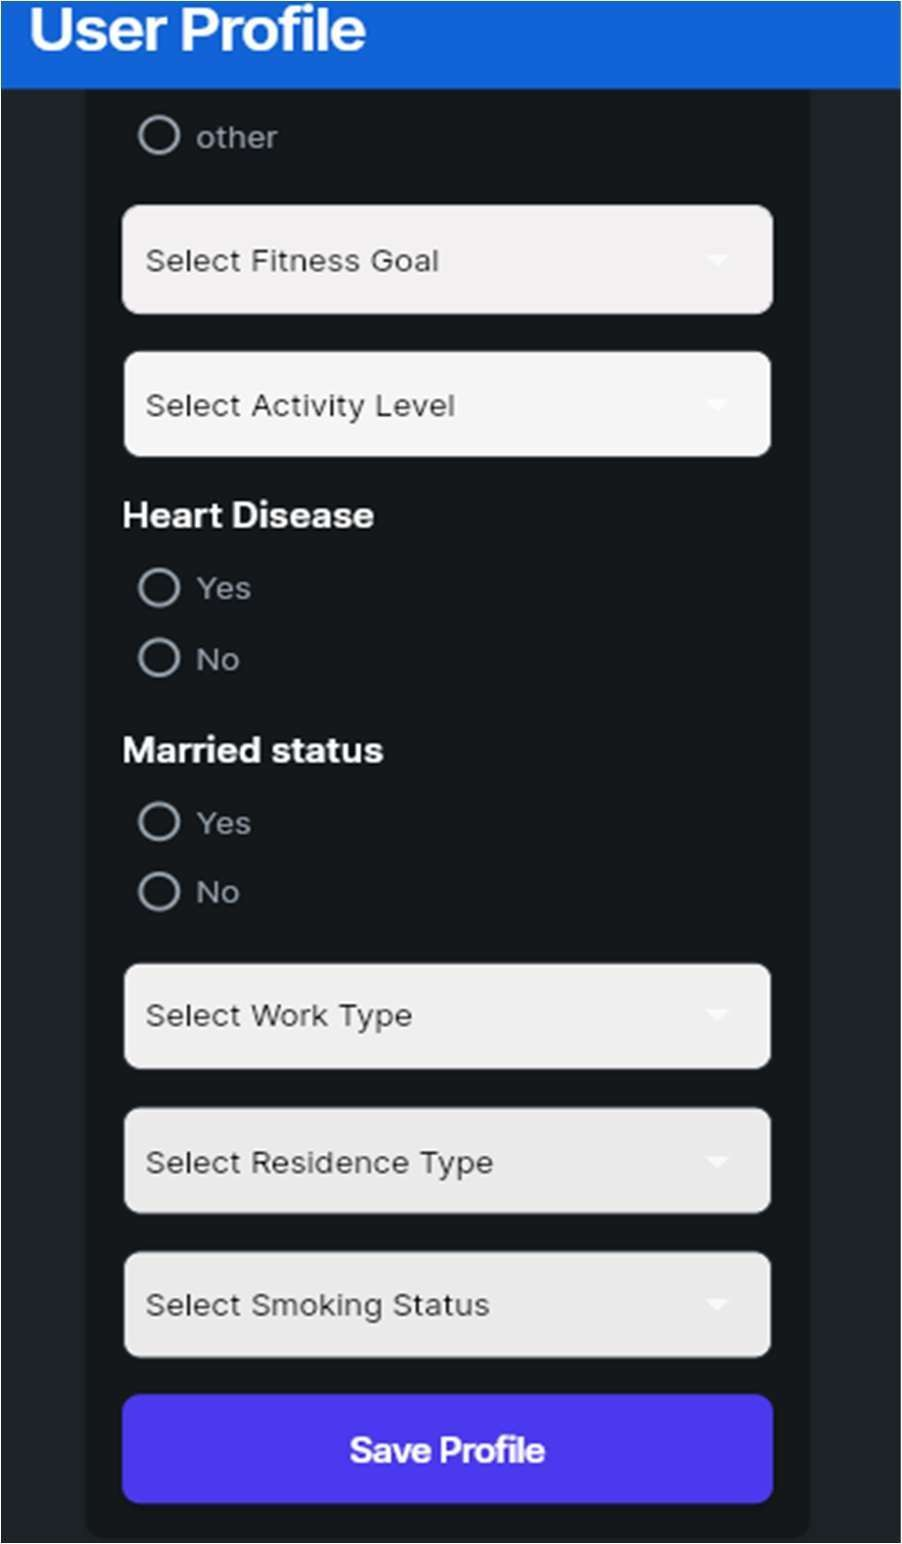 User Profile
other
Select Fitness Goal
Select Activity Level
Heart Disease
Yes
No
Married status
Yes
No
Select Work Type
Select Residence Type
Select Smoking Status
Save Profile